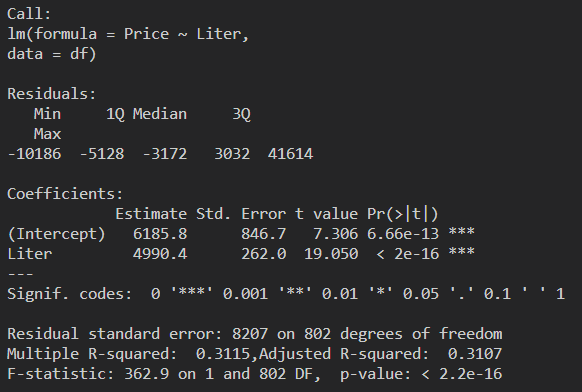 Call:
lm(formula = Price ~ Liter,
data = df)

Residuals:
   Min     1Q Median     3Q
   Max
-10186  -5128  -3172   3032  41614

Coefficients:
            Estimate Std. Error t value Pr(>|t|)
(Intercept)   6185.8      846.7   7.306 6.66e-13 ***
Liter         4990.4      262.0  19.050  < 2e-16 ***
---
Signif. codes:  0 '***' 0.001 '**' 0.01 '*' 0.05 '.' 0.1 ' ' 1

Residual standard error: 8207 on 802 degrees of freedom
Multiple R-squared:  0.3115,Adjusted R-squared:  0.3107
F-statistic: 362.9 on 1 and 802 DF,  p-value: < 2.2e-16